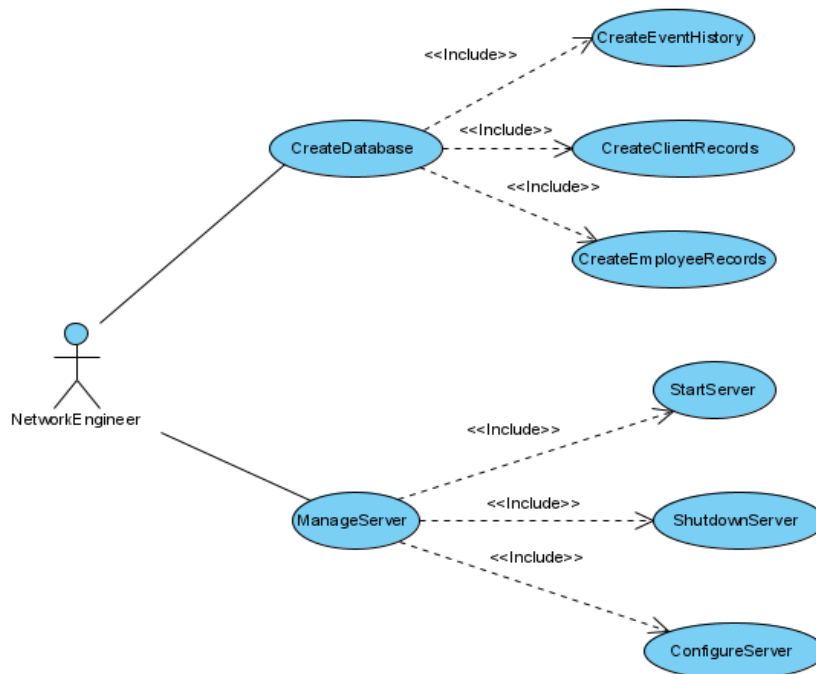 CreateEventHistory
<<Include>>
<<Include>>
CreateDatabase
CreateClientRecords
<<Include>>
CreateEmployeeRecords
StartServer
NetworkEngineer
<<Include>>
<<Include>>
ManageServer
ShutdownServer
<<Include>>
ConfigureServer